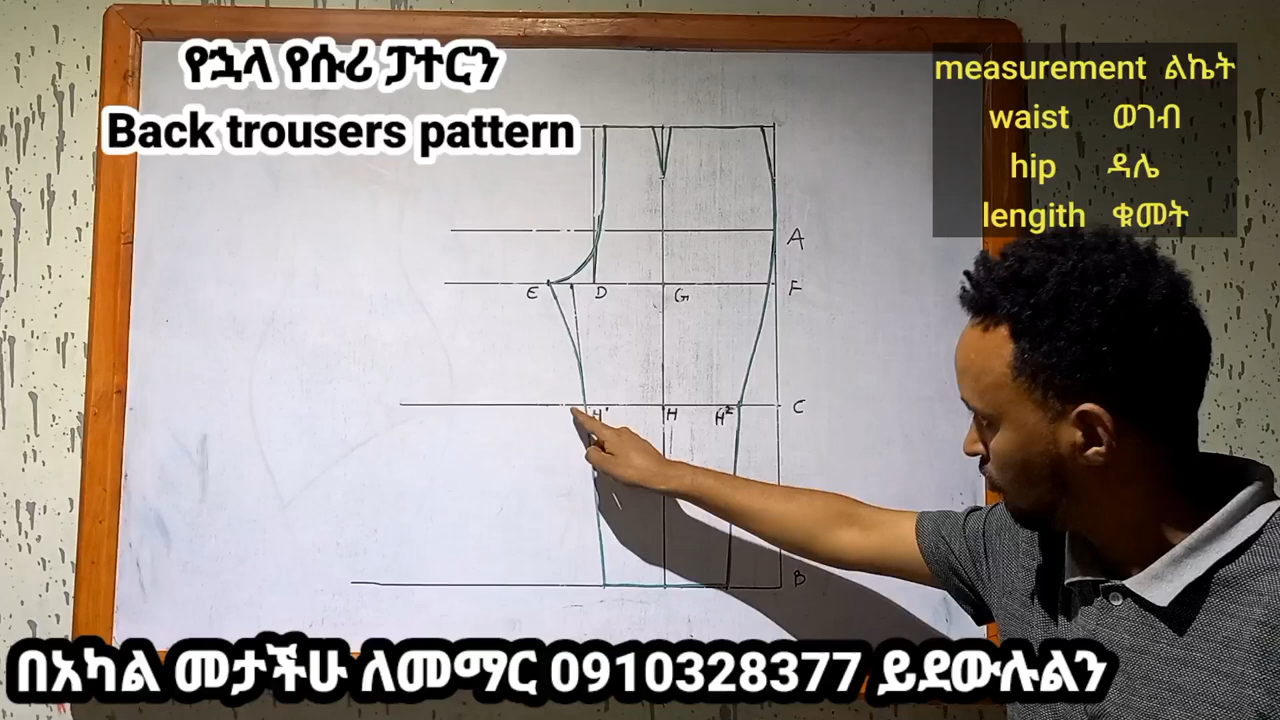 የኋላ የሱሪ ፓተርን
Back trousers pattern
measurement ልኬት
waist ወገብ
hip ዳሌ
lengith ቁመት
A
E D G F
H' H H² C
B
በአካል መታችሁ ለመማር 0910328377 ይደውሉልን